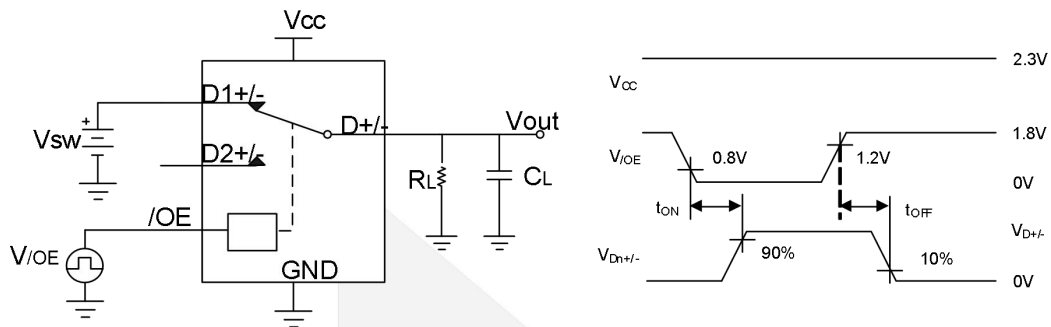 Vcc
D1+/-
Vsw
+
D+/-
Vout
D2+/-
RL
CL
/OE
V/OE
GND
2.3V
VCC
1.8V
V/OE
0.8V
1.2V
0V
tON
tOFF
VD+/-
VDn+/-
90%
10%
0V